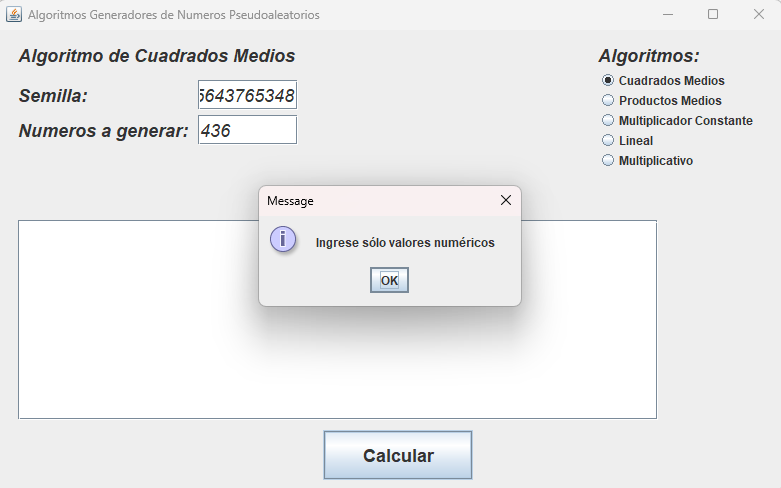 Algoritmos Generadores de Numeros Pseudoaleatorios
Algoritmo de Cuadrados Medios
Algoritmos:
Semilla:
5643765348
Numeros a generar:
436
Cuadrados Medios
Productos Medios
Multiplicador Constante
Lineal
Multiplicativo
Message
Ingrese sólo valores numéricos
OK
Calcular